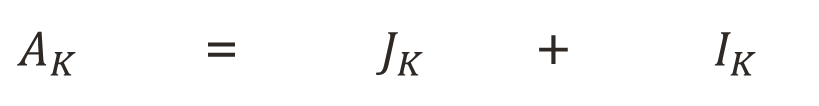 A_K = J_K + I_K